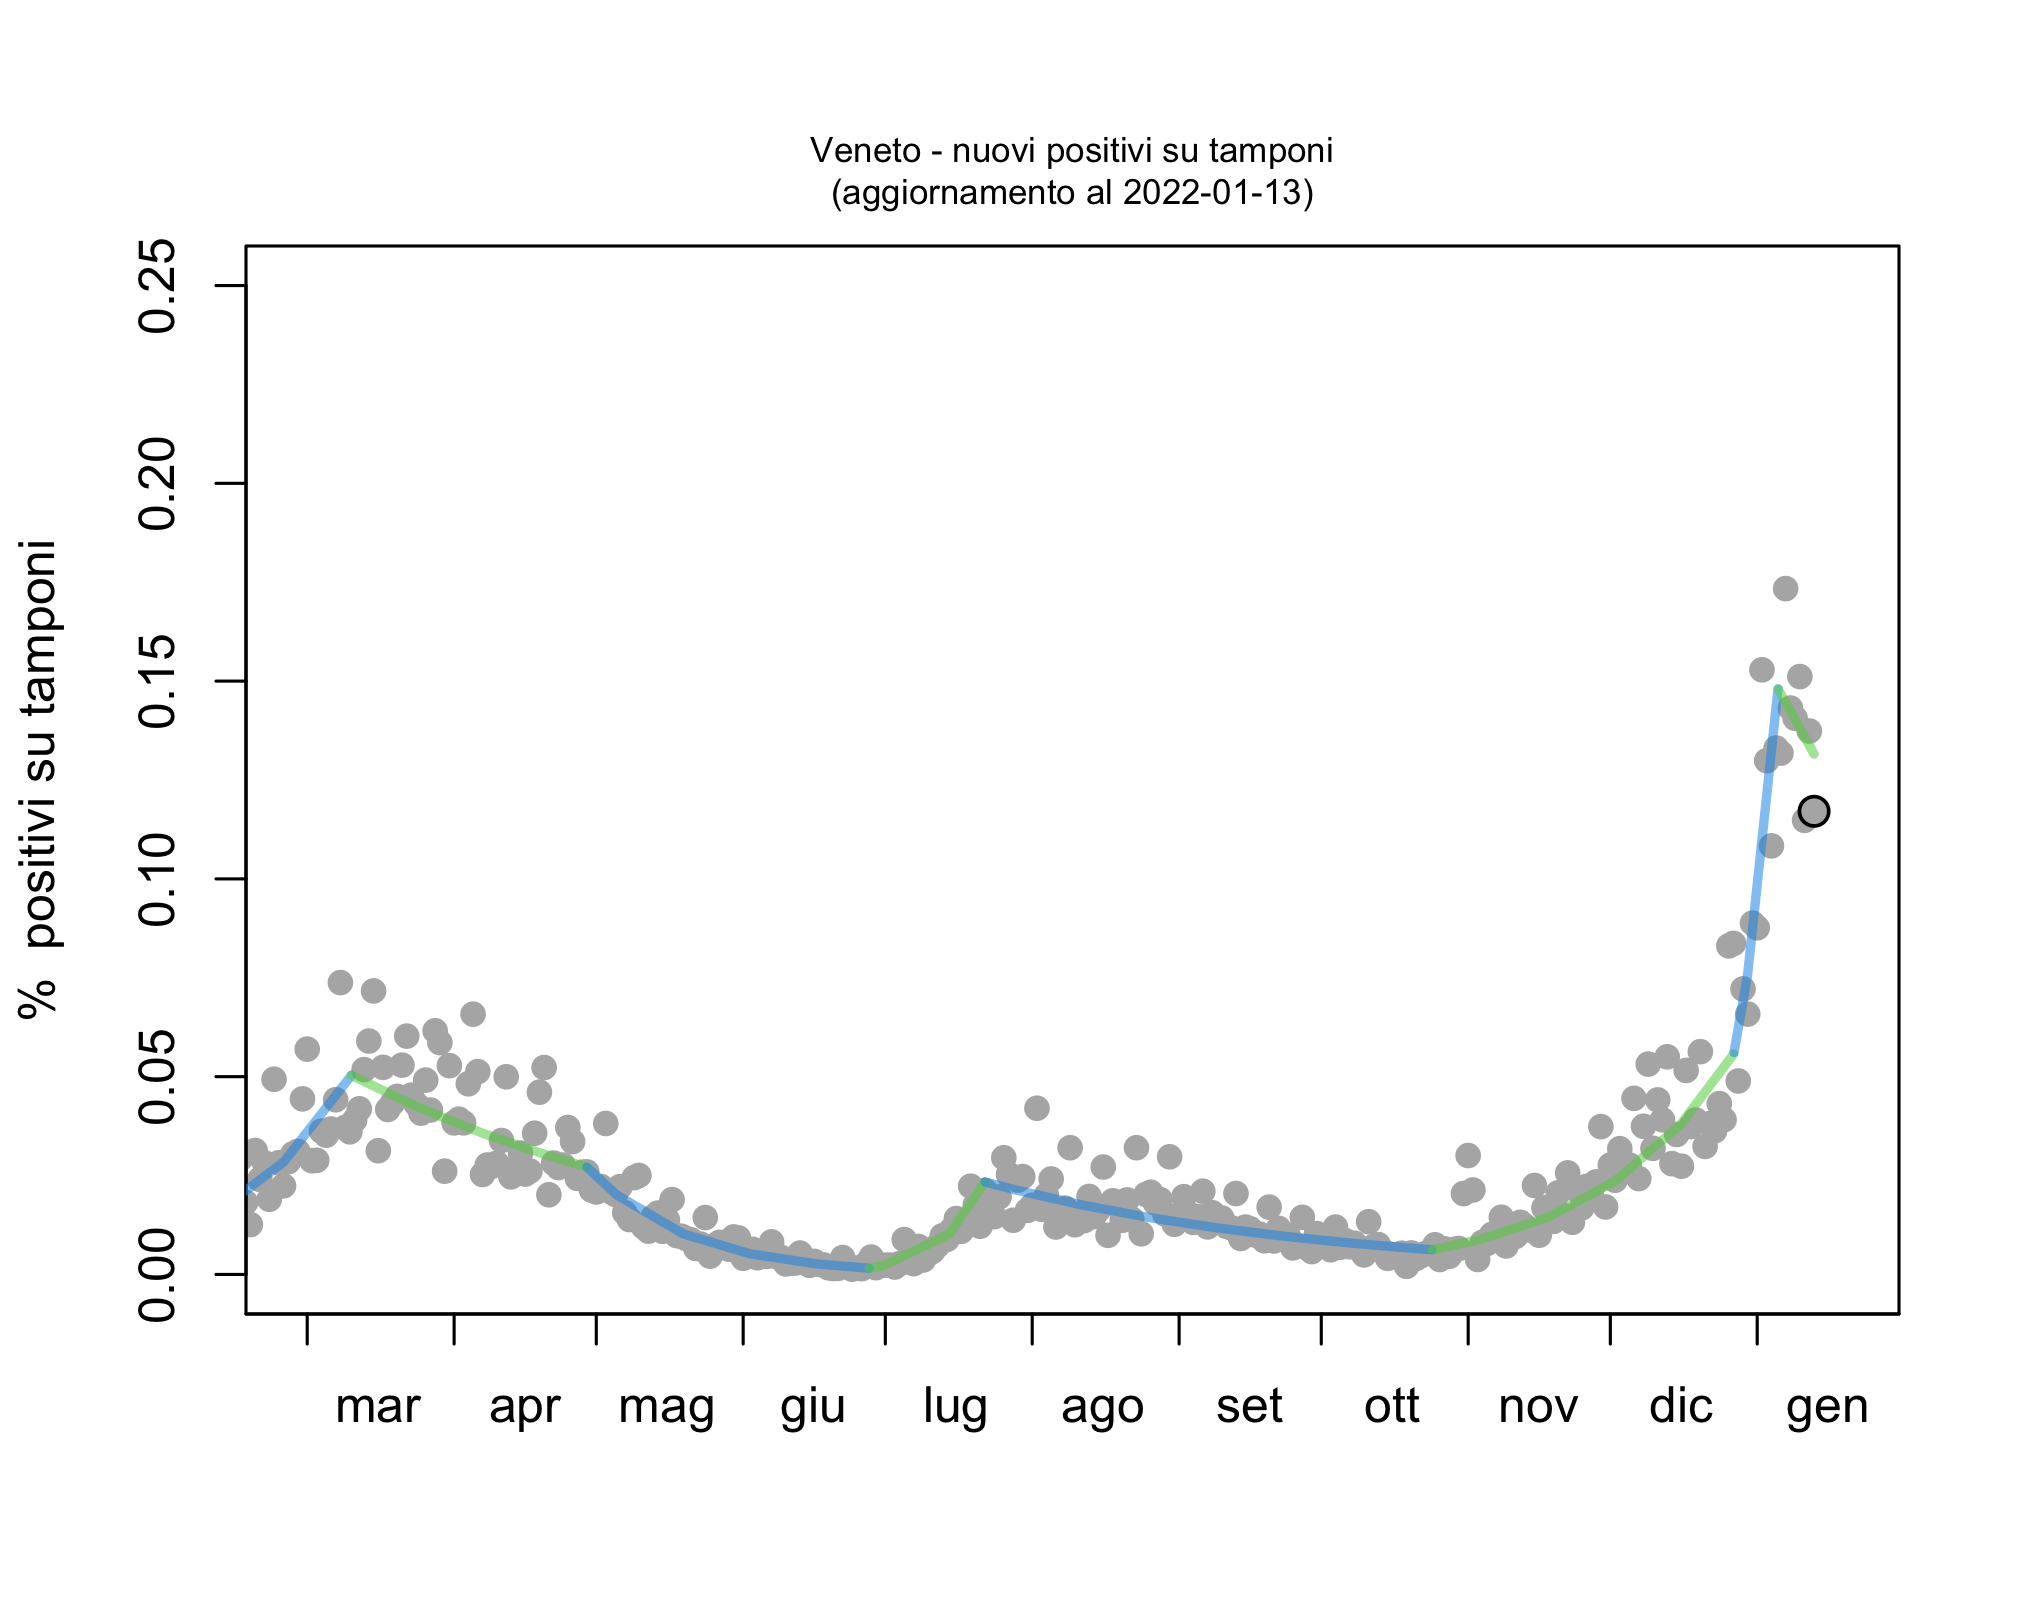 Veneto - nuovi positivi su tamponi
(aggiornamento al 2022-01-13)
% positivi su tamponi
0.25
0.20
0.15
0.10
0.05
0.00
mar apr mag giu lug ago set ott nov dic gen